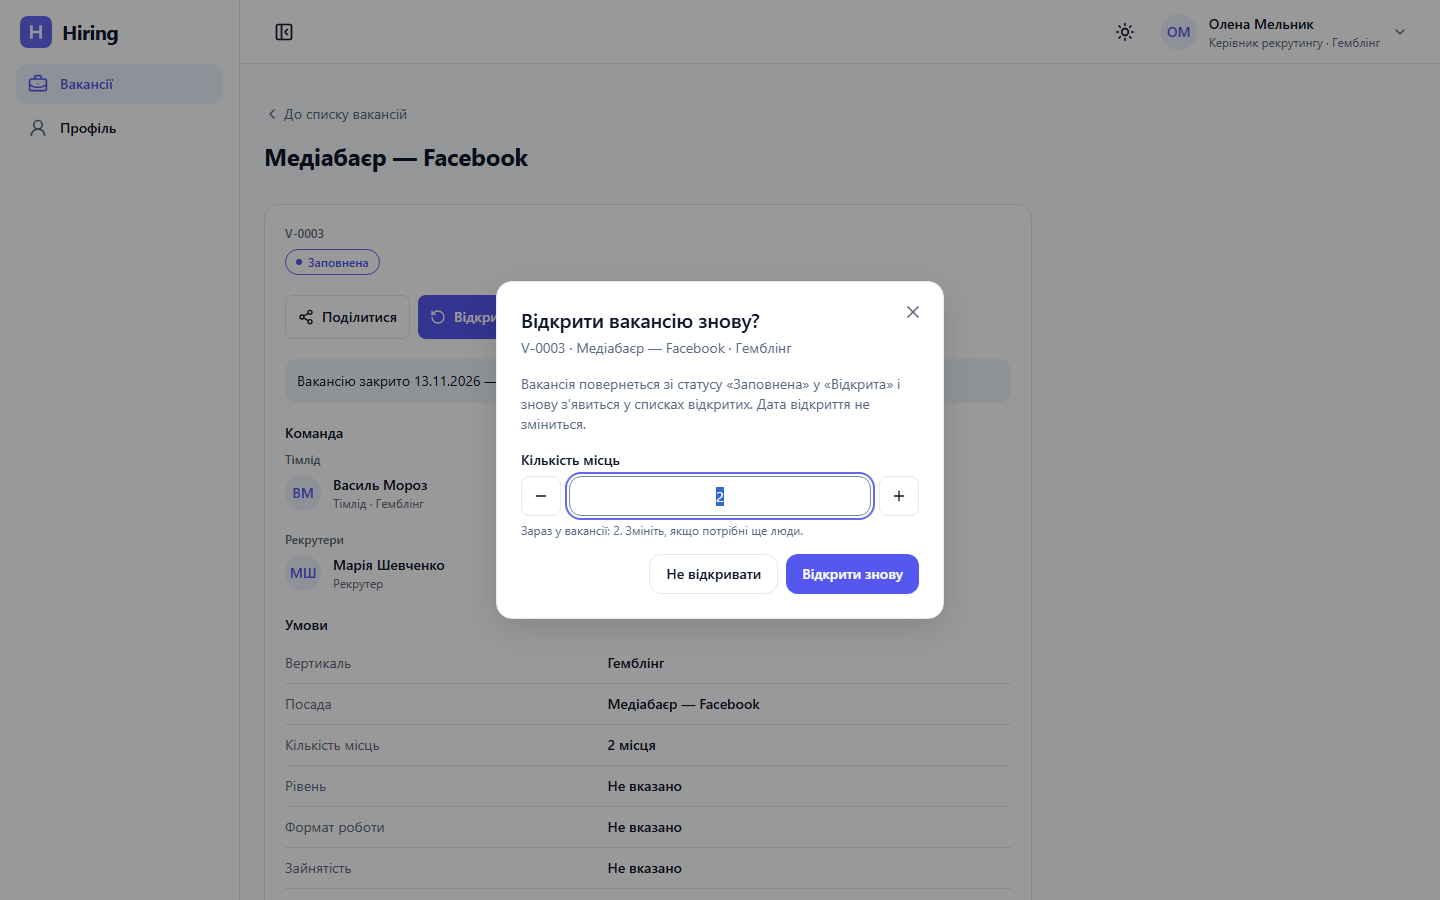 H Hiring
Вакансії
Профіль
ОМ
Олена Мельник
Керівник рекрутингу · Гемблінг
До списку вакансій
Медіабаєр — Facebook
V-0003
Заповнена
Поділитися
Вакансію закрито 13.11.2026 —
Команда
Тімлід
ВМ
Василь Мороз
Тімлід · Гемблінг
Рекрутери
МШ
Марія Шевченко
Рекрутер
Умови
Вертикаль Гемблінг
Посада Медіабаєр — Facebook
Кількість місць 2 місця
Рівень Не вказано
Формат роботи Не вказано
Зайнятість Не вказано
Відкрити вакансію знову?
V-0003 · Медіабаєр — Facebook · Гемблінг
Вакансія повернеться зі статусу «Заповнена» у «Відкрита» і
знову з’явиться у списках відкритих. Дата відкриття не
зміниться.
Кількість місць
2
Зараз у вакансії: 2. Змініть, якщо потрібні ще люди.
Не відкривати
Відкрити знову